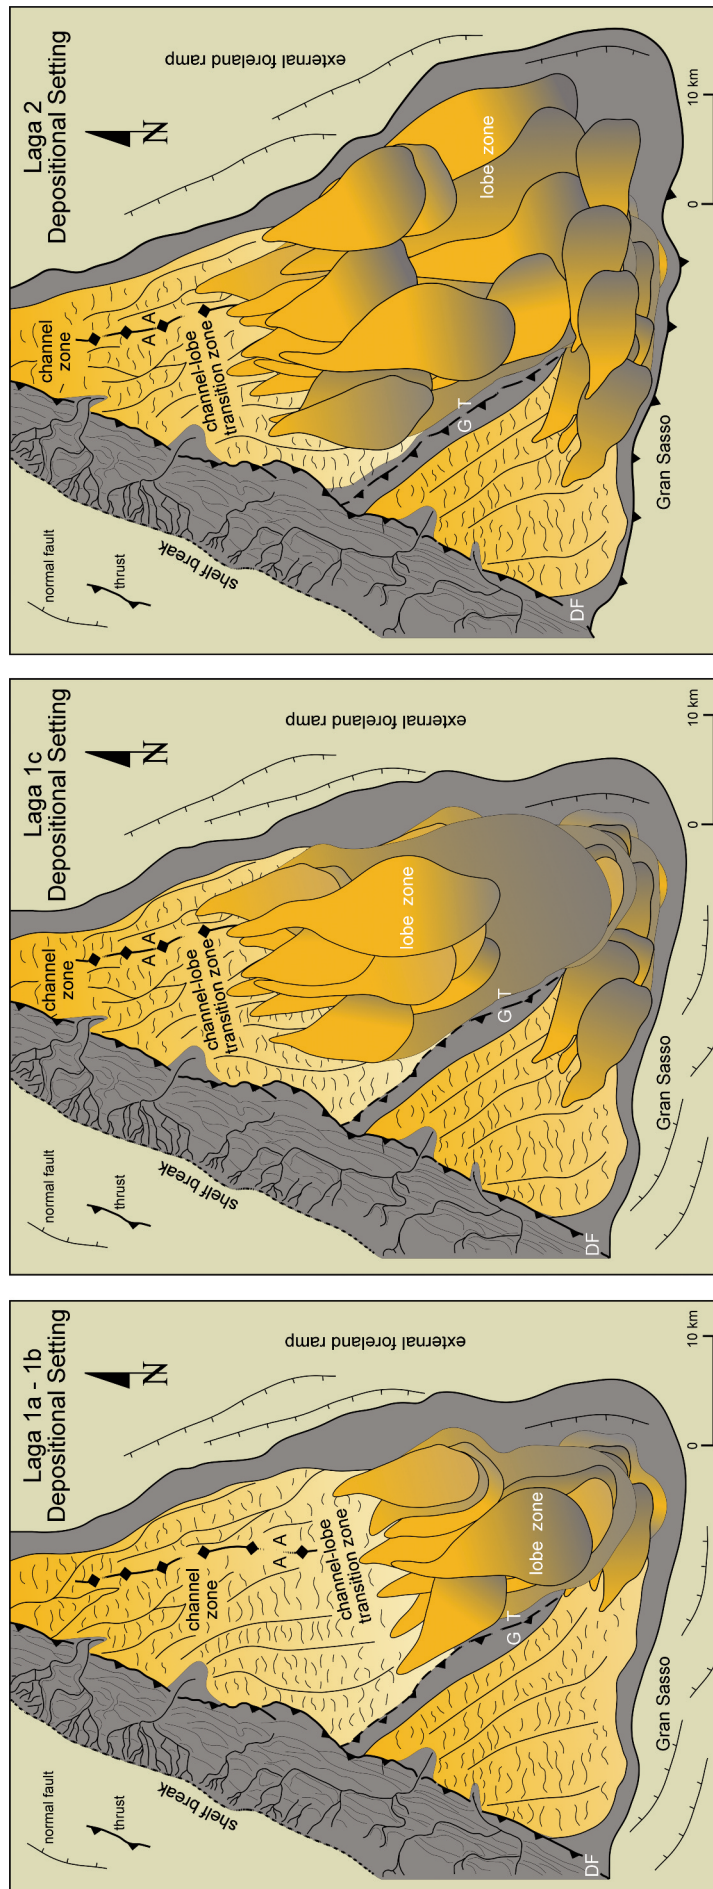 Laga 2
Depositional Setting
N
external foreland ramp
normal fault
thrust
shelf break
channel
zone
A
A
channel-lobe
transition zone
lobe zone
G T
DF
Gran Sasso
0
10 km
Laga 1c
Depositional Setting
N
external foreland ramp
normal fault
thrust
shelf break
channel
zone
A
A
channel-lobe
transition zone
lobe zone
G T
DF
Gran Sasso
0
10 km
Laga 1a - 1b
Depositional Setting
N
external foreland ramp
normal fault
thrust
shelf break
channel
zone
A
A
channel-lobe
transition zone
lobe zone
G T
DF
Gran Sasso
0
10 km